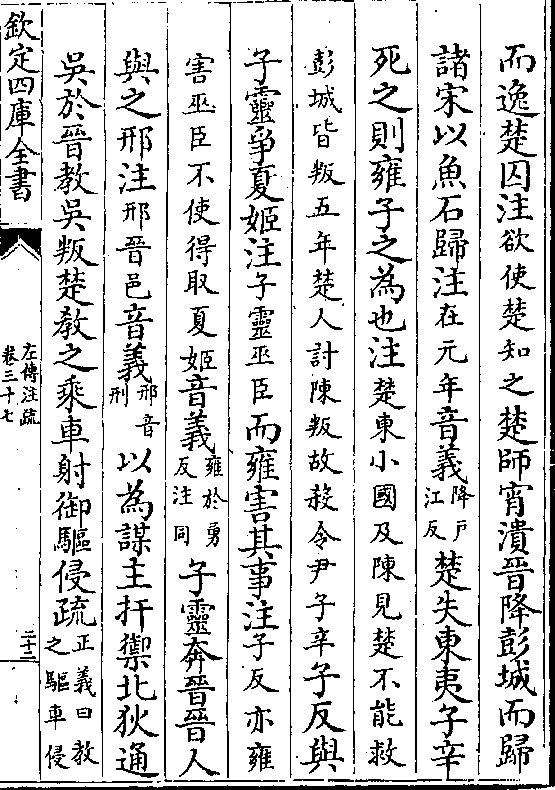 而逸楚囚注欲使楚知之楚師宵潰晉降彭城而歸
諸宋以魚石歸注在元年音義降戶江反楚失東夷子辛
死之則雍子之為也注楚東小國及陳見楚不能救
彭城皆叛五年楚人討陳叛故殺令尹子辛子反與
子靈爭夏姬注子靈巫臣而雍害其事注子反亦雍
害巫臣不使得取夏姬音義雍於勇反注同子靈奔晉晉人
與之邢注邢晉邑音義邢音刑以為謀主扞禦北狄通
吳於晉教吳叛楚教之乘車射御驅侵疏正義曰教之驅車侵
欽定四庫全書
左傳注疏
卷三十七
二十三